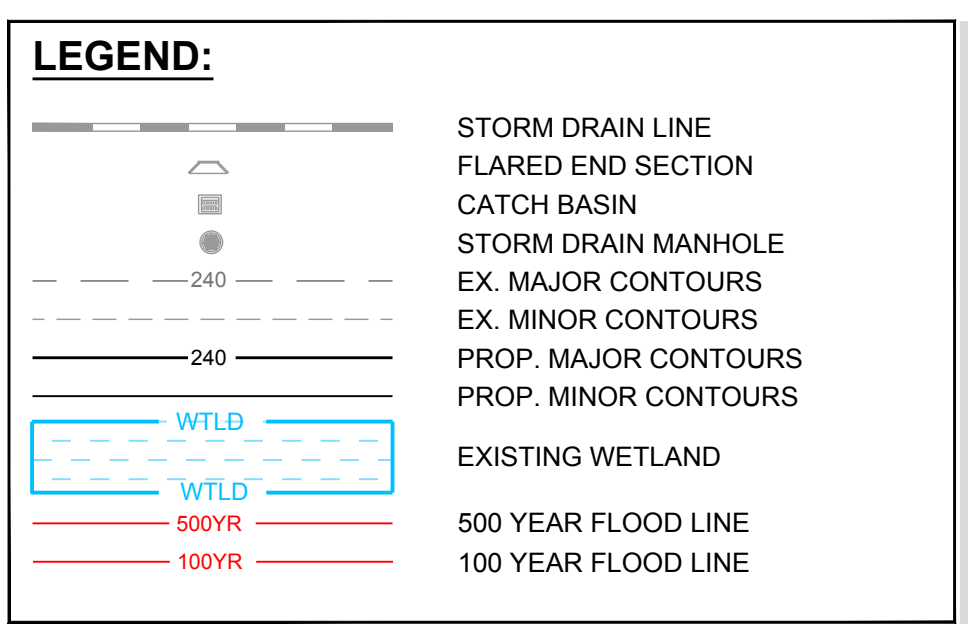 LEGEND:
STORM DRAIN LINE
FLARED END SECTION
CATCH BASIN
STORM DRAIN MANHOLE
240 EX. MAJOR CONTOURS
EX. MINOR CONTOURS
240 PROP. MAJOR CONTOURS
PROP. MINOR CONTOURS
WTLD
EXISTING WETLAND
WTLD
500YR 500 YEAR FLOOD LINE
100YR 100 YEAR FLOOD LINE